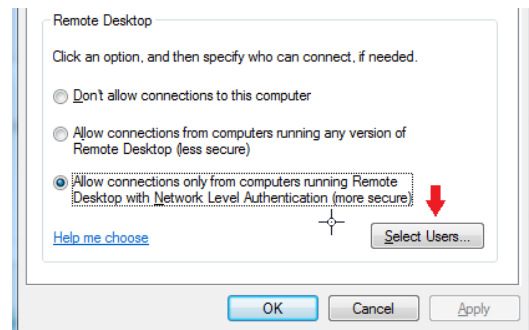 Remote Desktop
Click an option, and then specify who can connect, if needed.
Don't allow connections to this computer
Allow connections from computers running any version of
Remote Desktop (less secure)
Allow connections only from computers running Remote
Desktop with Network Level Authentication (more secure)
Help me choose
Select Users...
OK
Cancel
Apply